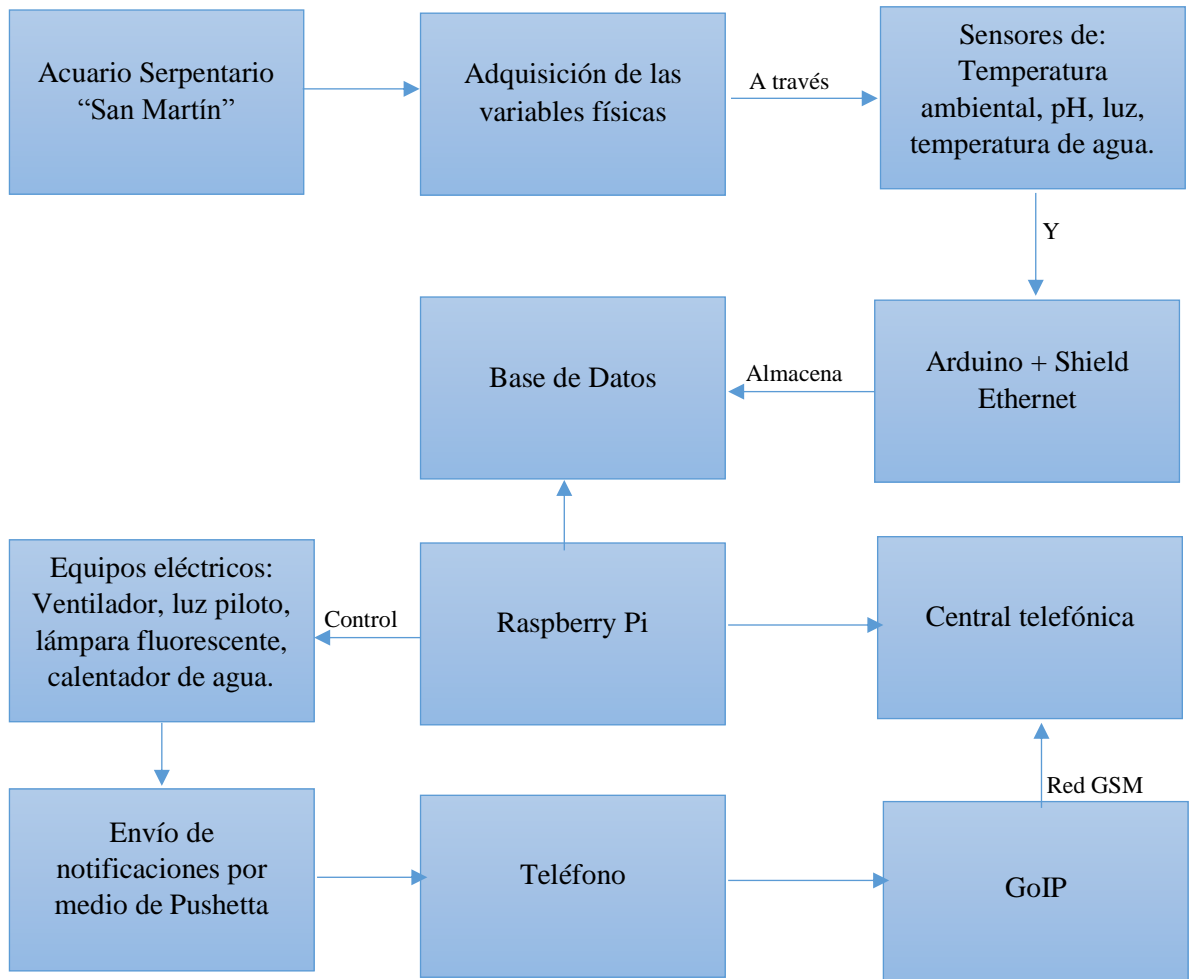 Acuario Serpentario
“San Martín”
Adquisición de las
variables físicas
A través
Sensores de:
Temperatura
ambiental, pH, luz,
temperatura de agua.
Y
Base de Datos
Almacena
Arduino + Shield
Ethernet
Equipos eléctricos:
Ventilador, luz piloto,
lámpara fluorescente,
calentador de agua.
Control
Raspberry Pi
Central telefónica
Red GSM
Envío de
notificaciones por
medio de Pushetta
Teléfono
GoIP